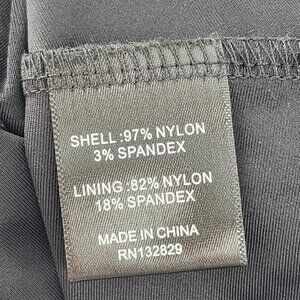 SHELL :97% NYLON
3% SPANDEX
LINING :82% NYLON
18% SPANDEX
MADE IN CHINA
RN132829